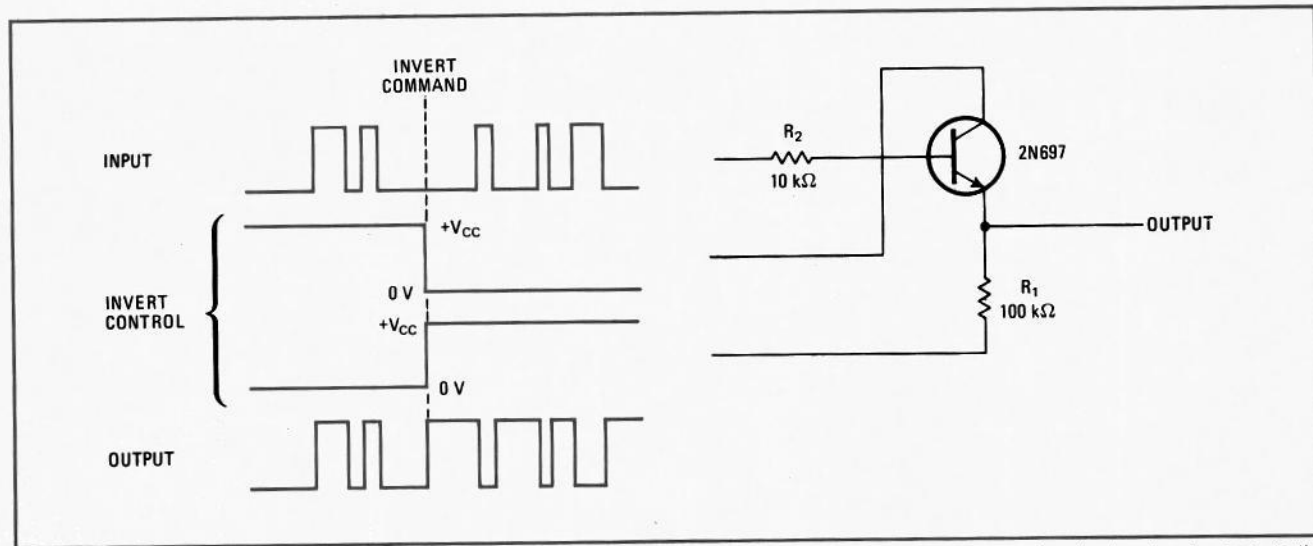 INVERT
COMMAND
INPUT
+VCC
0 V
INVERT
CONTROL
+VCC
0 V
OUTPUT
R2
10 kΩ
2N697
OUTPUT
R1
100 kΩ